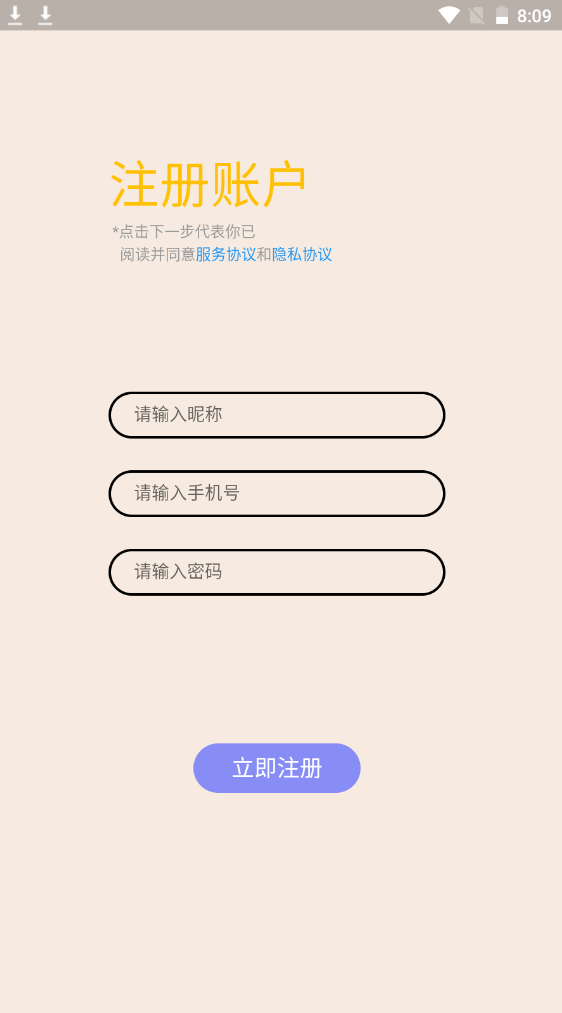 8:09
注册账户
*点击下一步代表你已
阅读并同意服务协议和隐私协议
请输入昵称
请输入手机号
请输入密码
立即注册